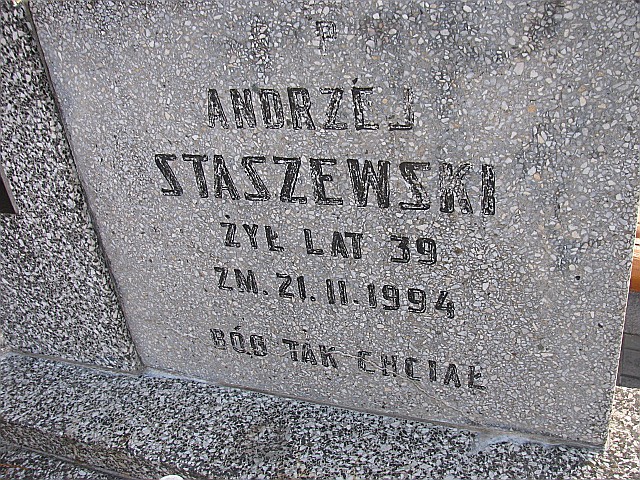 P
ANDRZEJ
STASZEWSKI
ŻYŁ LAT 39
ZM. 21.11.1994
BÓG TAK CHCIAŁ